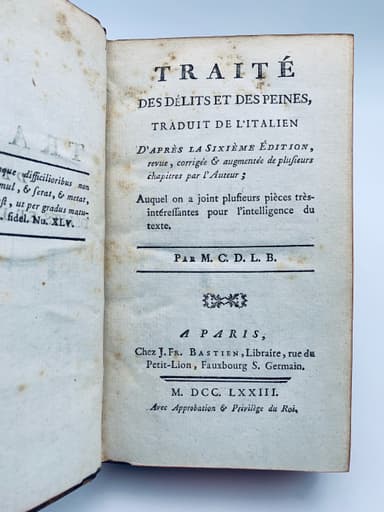 que difficilioribus non
mul, & serat, & metat,
st, ut per gradus matu-
fidel. Nu. XLV.
TRAITÉ
DES DÉLITS ET DES PEINES,
TRADUIT DE L'ITALIEN
D'APRÈS LA SIXIÈME ÉDITION,
revue, corrigée & augmentée de plusieurs
chapitres par l'Auteur ;
Auquel on a joint plusieurs pièces très-
intéressantes pour l'intelligence du
texte.
PAR M. C. D. L. B.
A PARIS,
Chez J. FR. BASTIEN, Libraire, rue du
Petit-Lion, Fauxbourg S. Germain.
M. DCC. LXXIII.
Avec Approbation & Privilège du Roi.